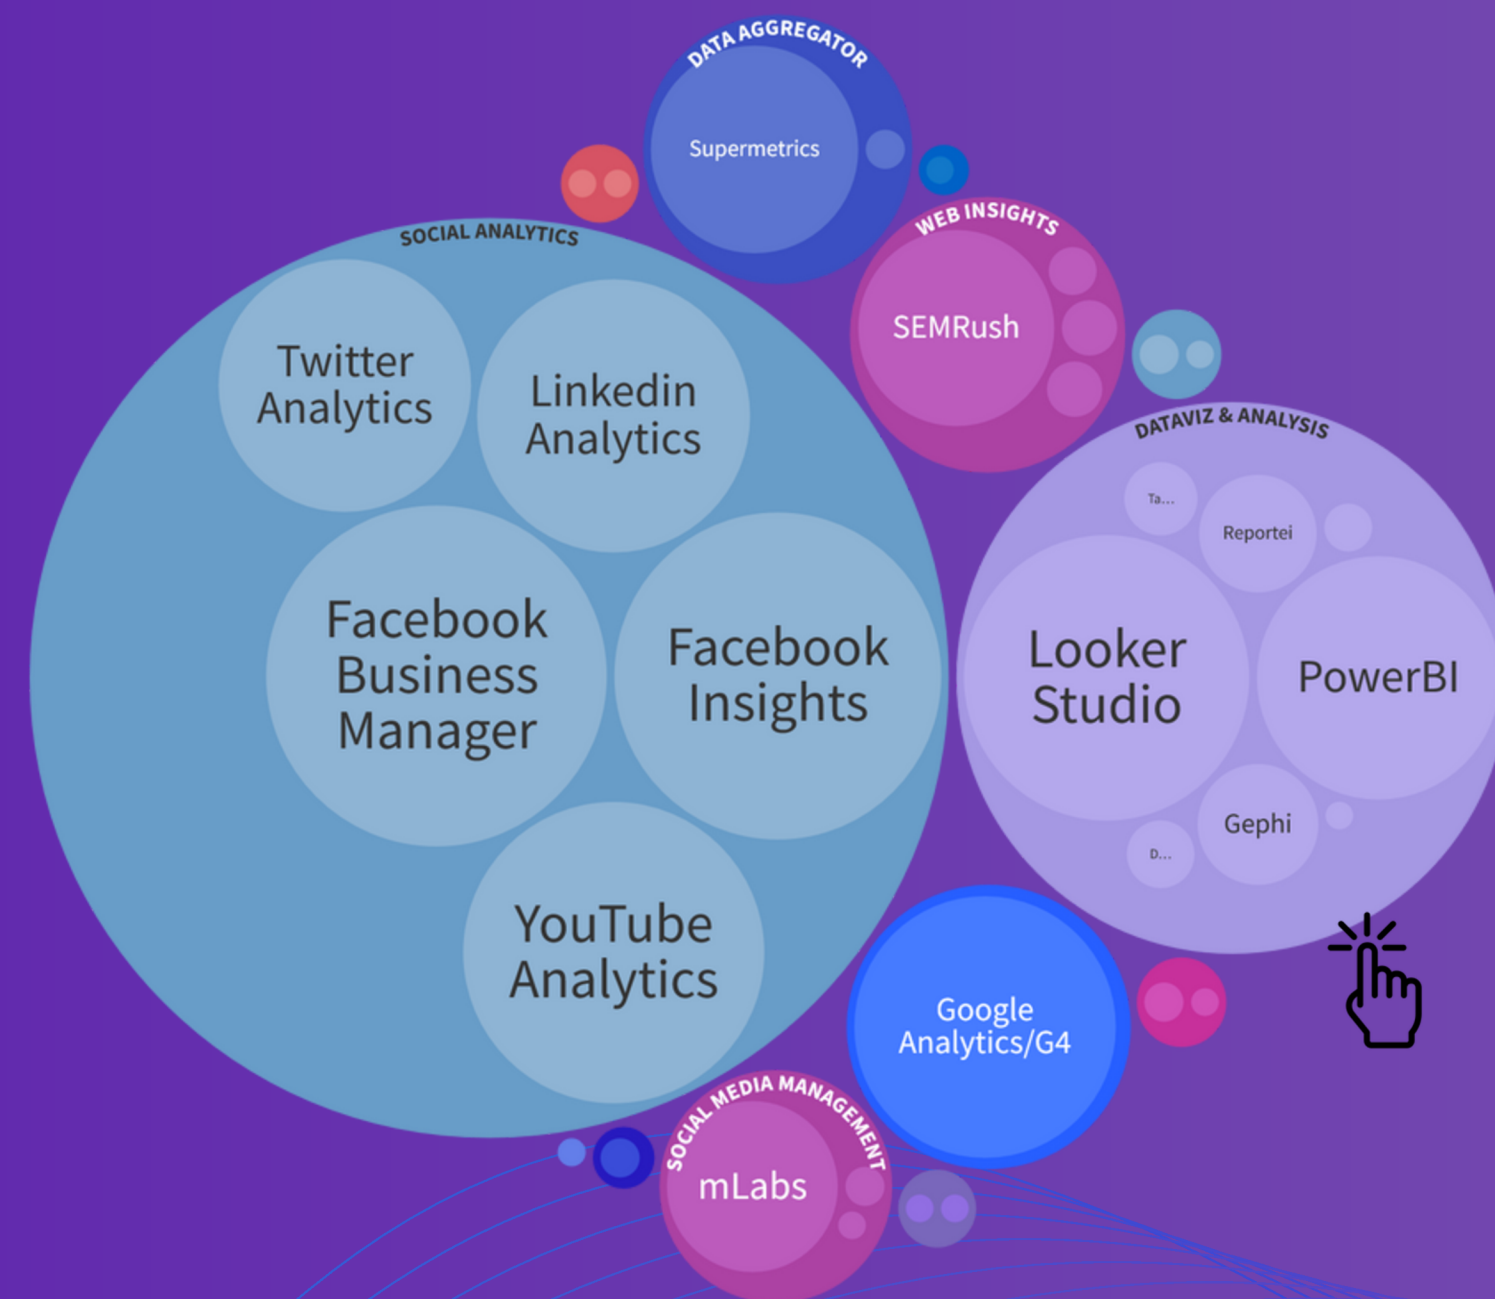 DATA AGGREGATOR
Supermetrics
WEB INSIGHTS
SEMRush
SOCIAL ANALYTICS
Twitter
Analytics
Linkedin
Analytics
Facebook
Business
Manager
Facebook
Insights
YouTube
Analytics
DATAVIZ & ANALYSIS
Ta...
Reportei
Looker
Studio
PowerBI
Gephi
D...
Google
Analytics/G4
SOCIAL MEDIA MANAGEMENT
mLabs